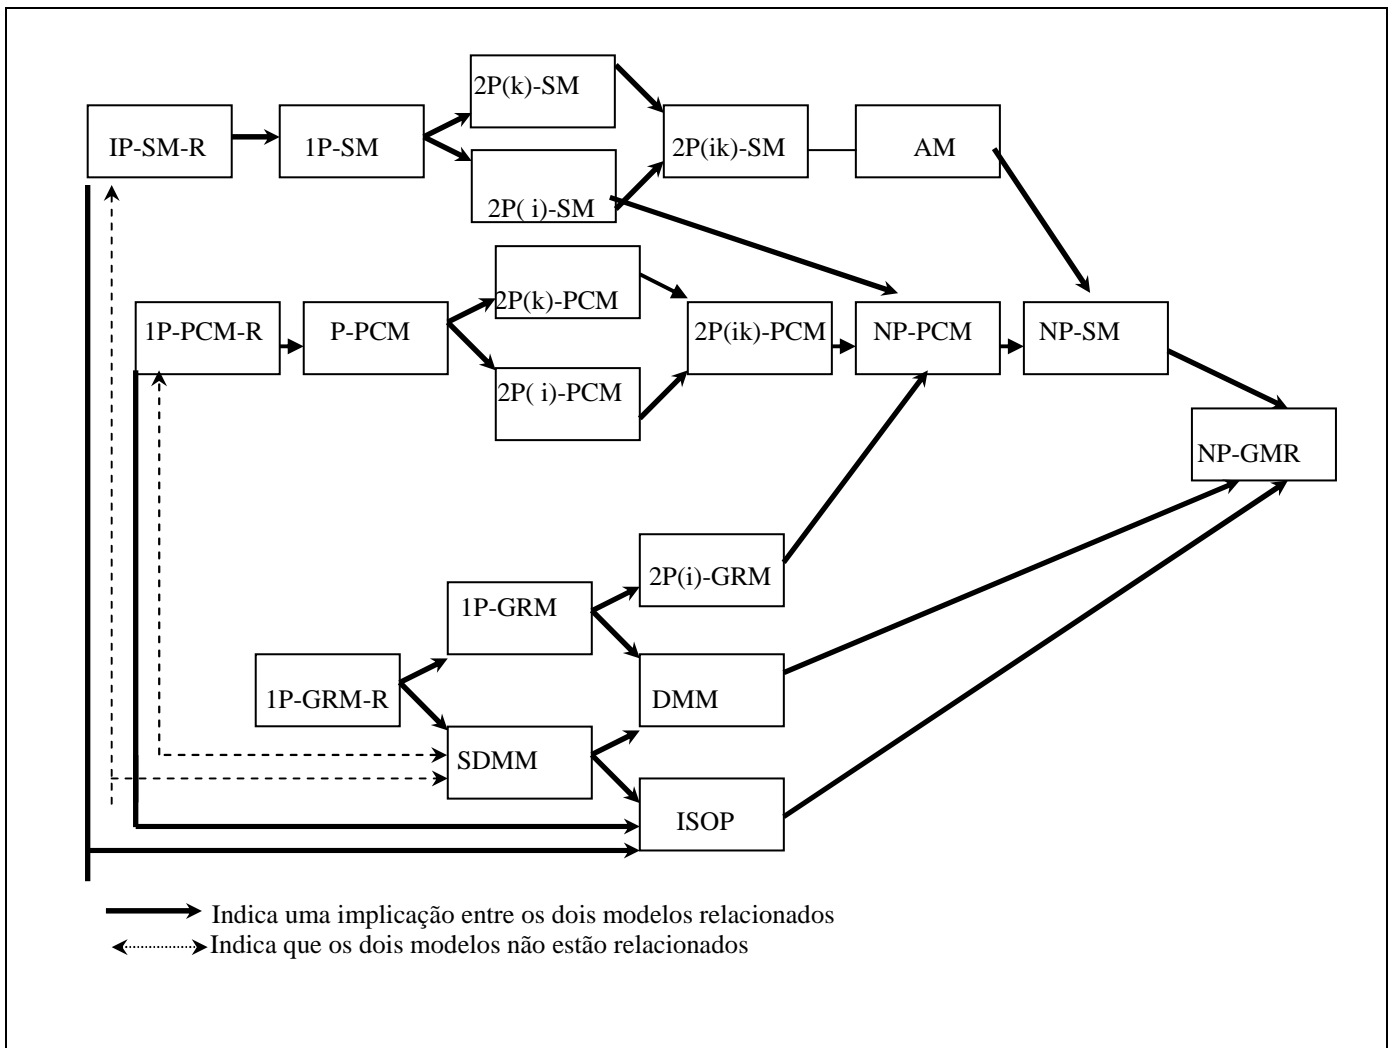 2P(k)-SM
IP-SM-R
1P-SM
2P(ik)-SM
AM
2P( i)-SM
2P(k)-PCM
1P-PCM-R
P-PCM
2P(ik)-PCM
NP-PCM
NP-SM
2P( i)-PCM
NP-GMR
2P(i)-GRM
1P-GRM
1P-GRM-R
DMM
SDMM
ISOP
Indica uma implicação entre os dois modelos relacionados
Indica que os dois modelos não estão relacionados